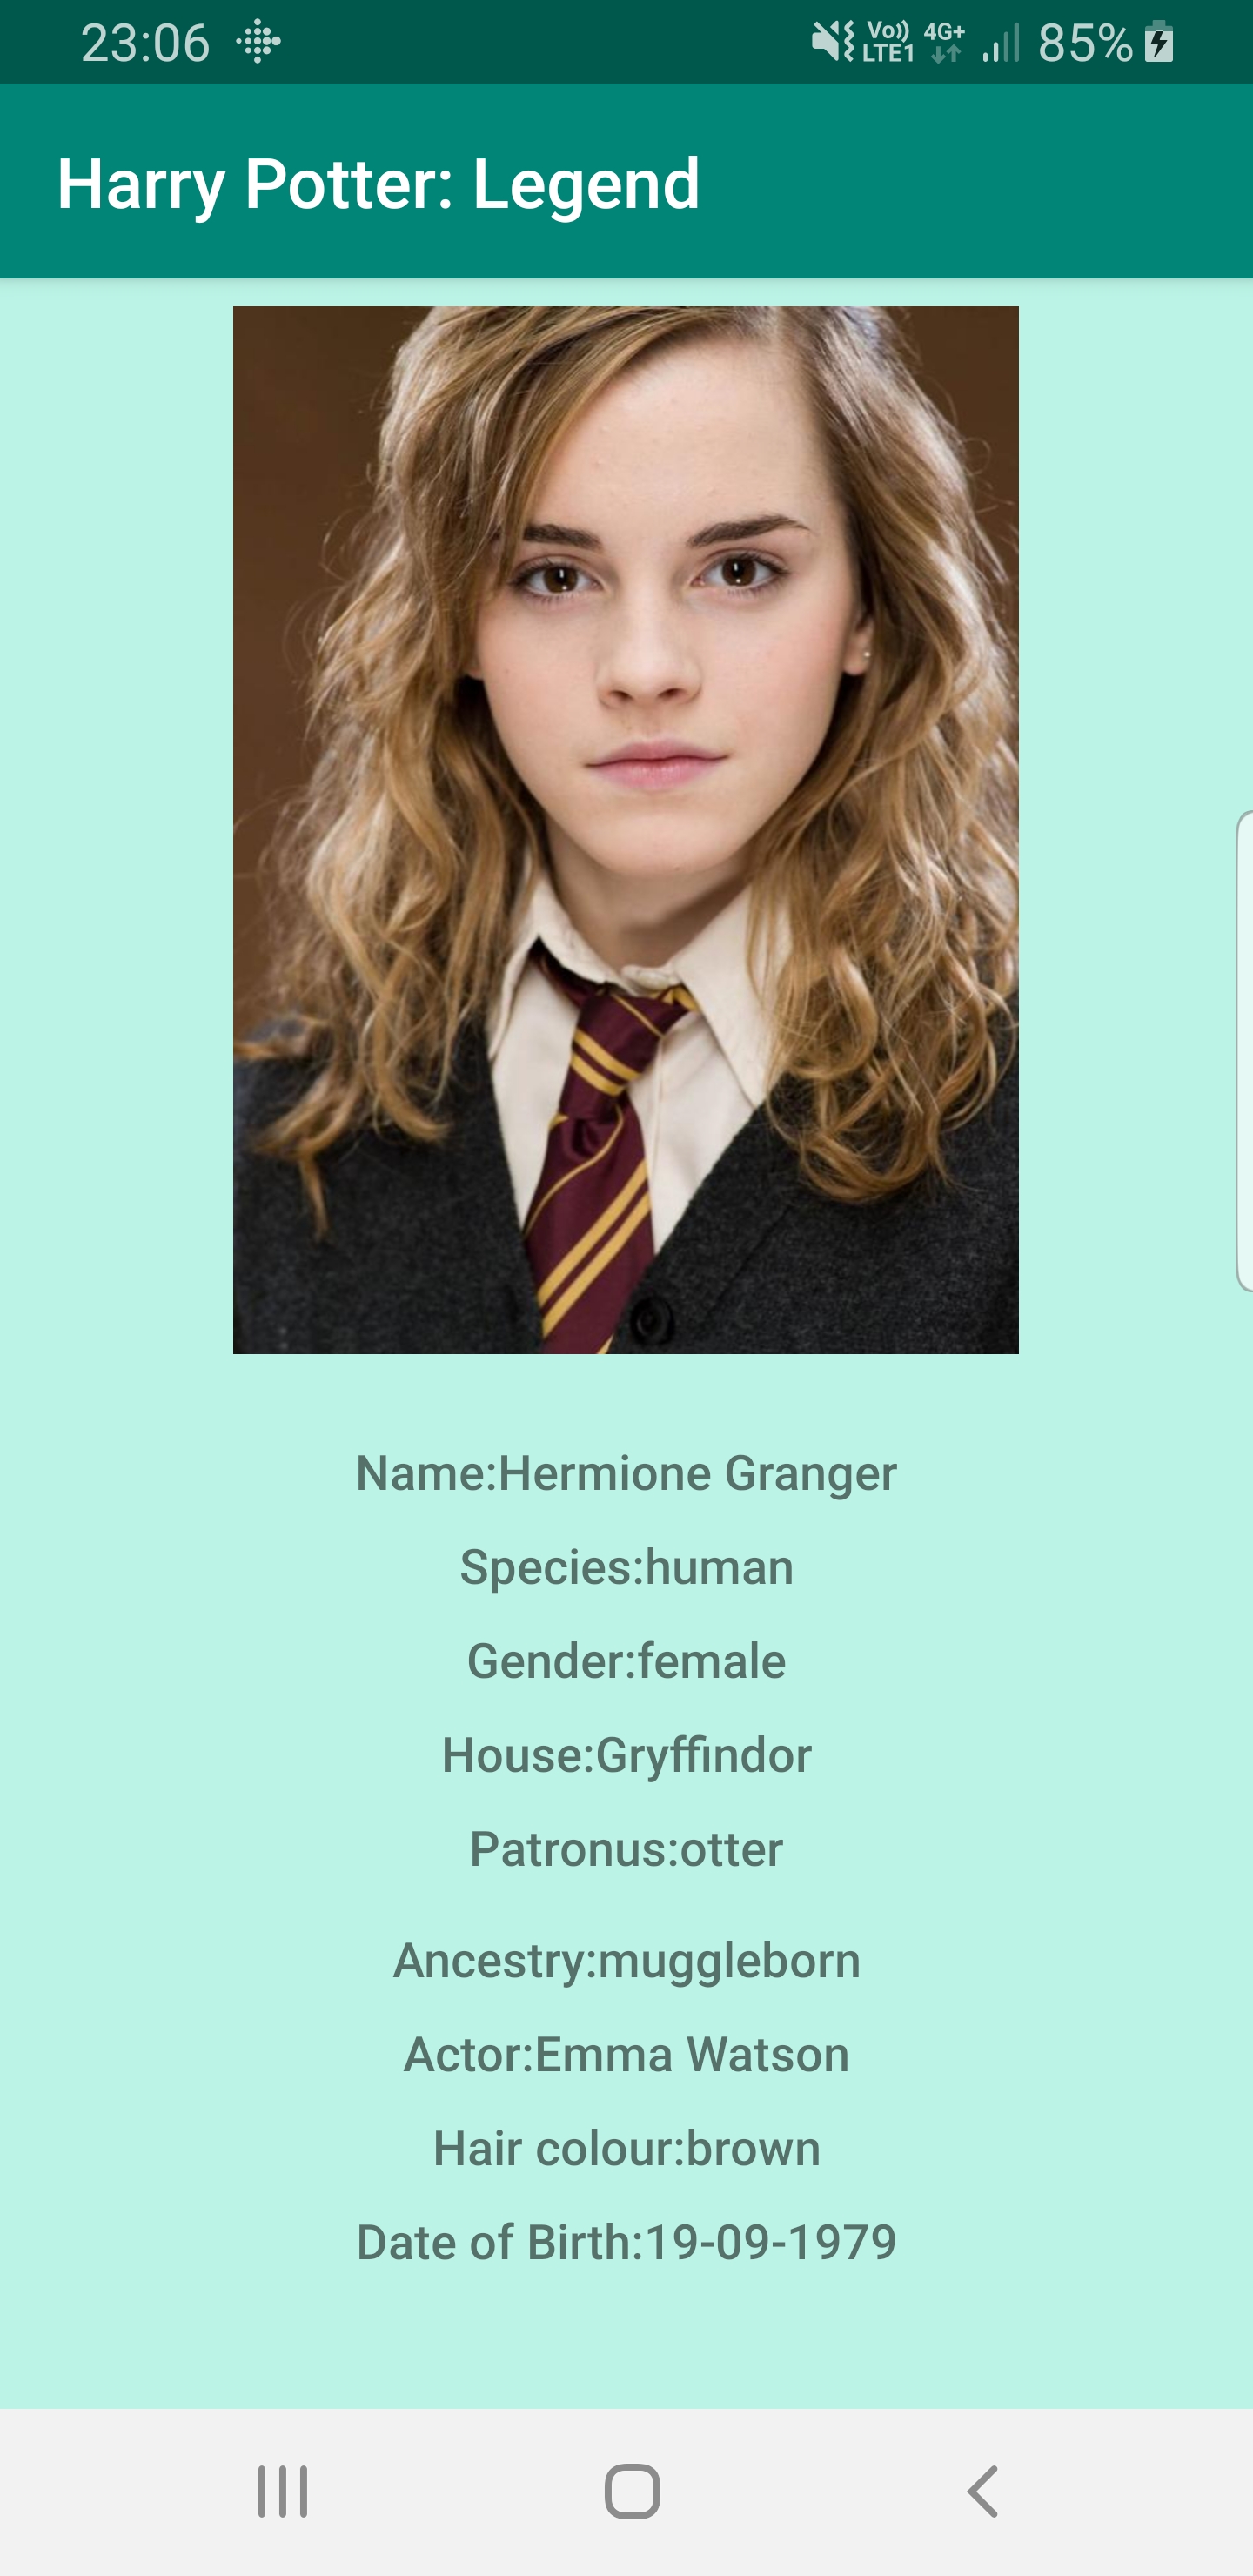 23:06
Vo)) LTE1 4G+ 85%
Harry Potter: Legend
Name:Hermione Granger
Species:human
Gender:female
House:Gryffindor
Patronus:otter
Ancestry:muggleborn
Actor:Emma Watson
Hair colour:brown
Date of Birth:19-09-1979